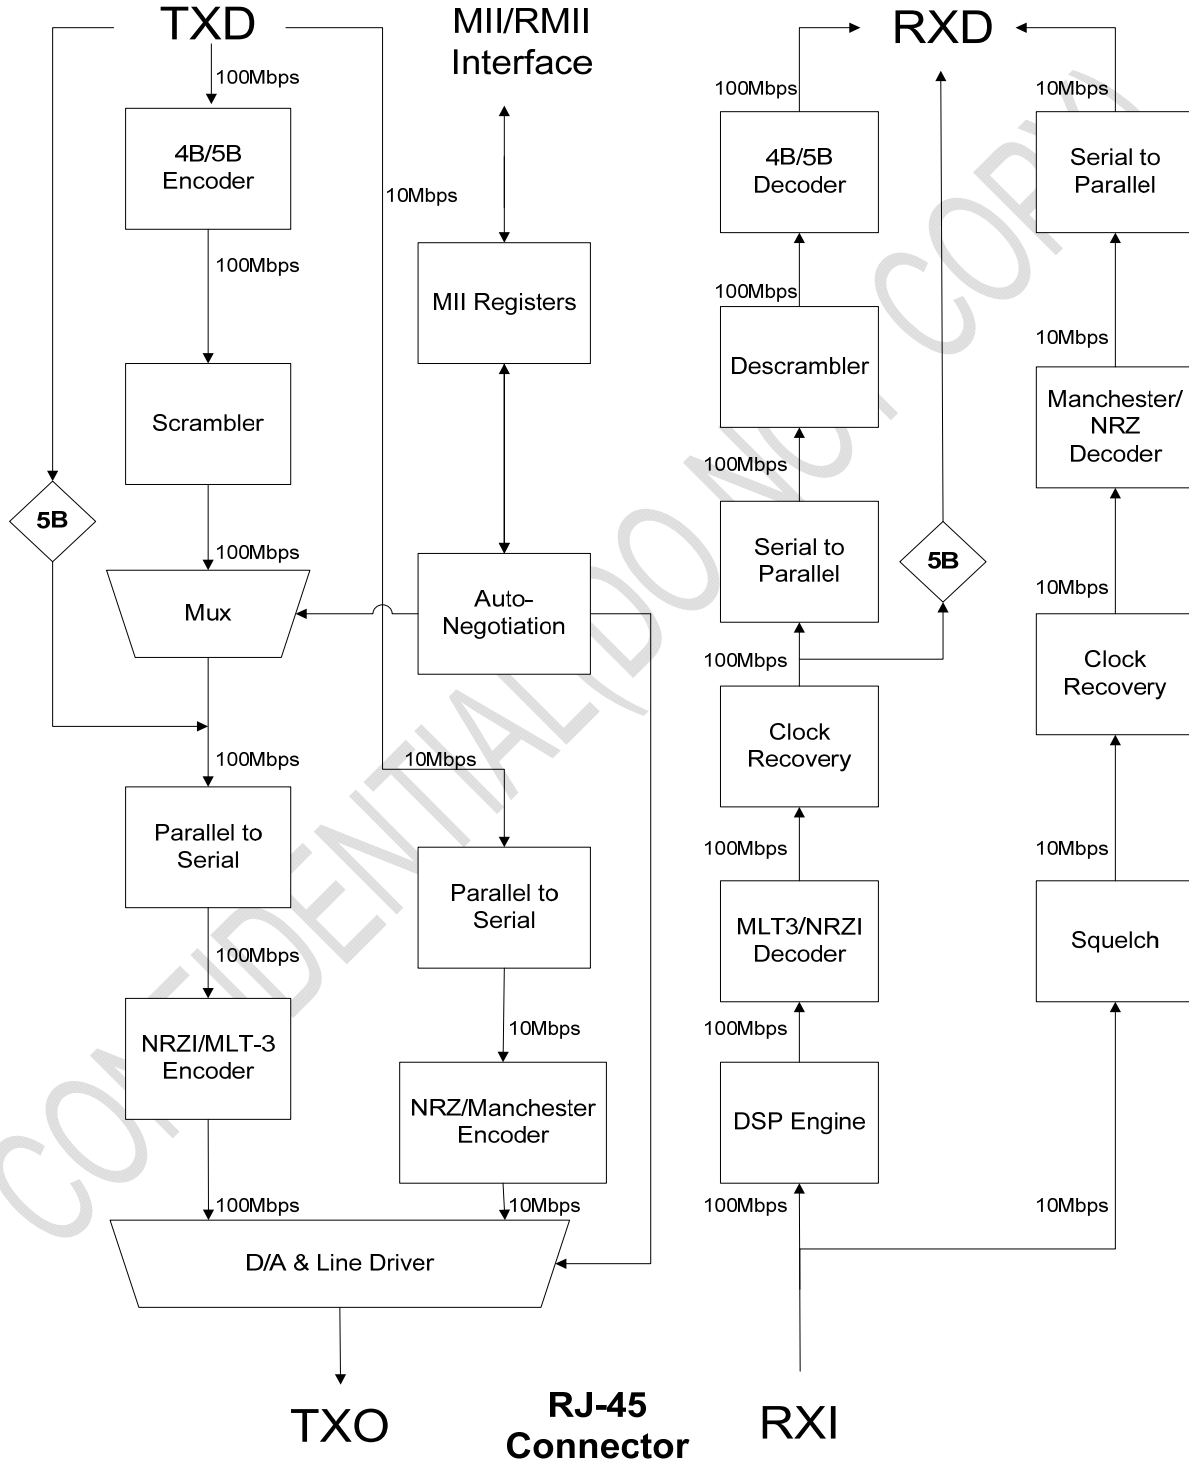 TXD
MII/RMII
Interface
RXD
100Mbps
4B/5B
Encoder
100Mbps
Scrambler
5B
100Mbps
Mux
100Mbps
Parallel to
Serial
100Mbps
NRZI/MLT-3
Encoder
100Mbps
10Mbps
MII Registers
Auto-
Negotiation
10Mbps
Parallel to
Serial
10Mbps
NRZ/Manchester
Encoder
10Mbps
D/A & Line Driver
TXO
RJ-45
Connector
100Mbps
4B/5B
Decoder
100Mbps
Descrambler
100Mbps
Serial to
Parallel
5B
100Mbps
Clock
Recovery
100Mbps
MLT3/NRZI
Decoder
100Mbps
DSP Engine
100Mbps
RXI
10Mbps
Serial to
Parallel
10Mbps
Manchester/
NRZ
Decoder
10Mbps
Clock
Recovery
10Mbps
Squelch
10Mbps
CONFIDENTIAL(DO NOT COPY)